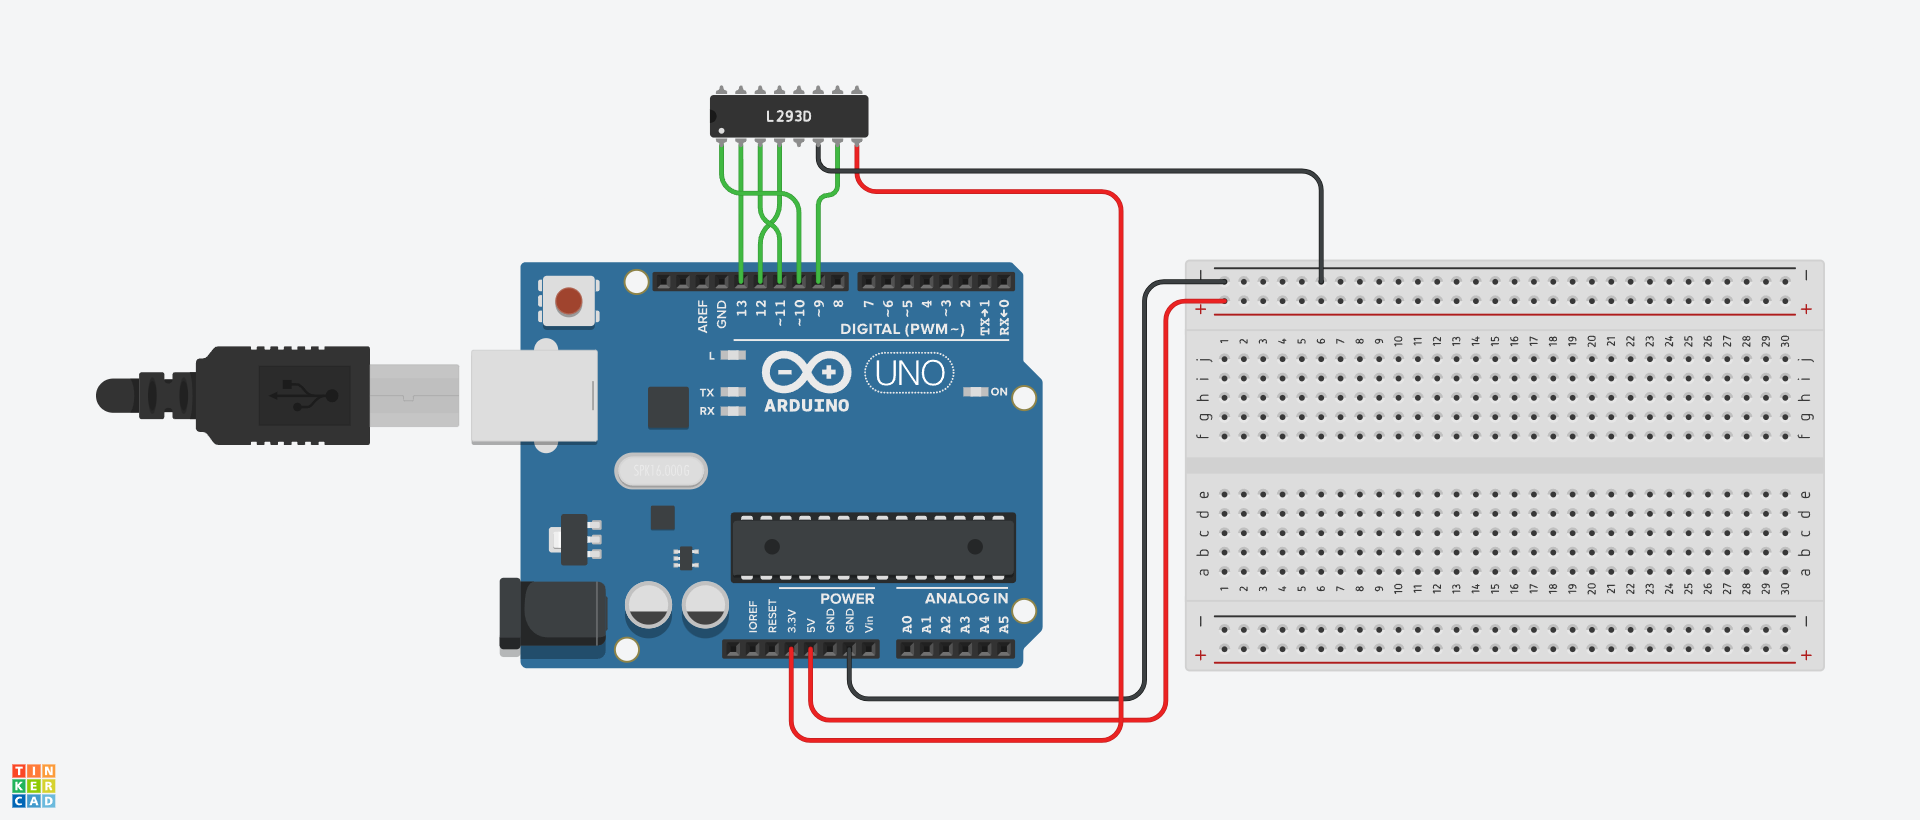 L293D
AREF
GND
13
12
~11
~10
~9
8
7
~6
~5
4
~3
2
TX→1
RX←0
DIGITAL (PWM~)
L
TX
RX
UNO
ARDUINO
ON
SPK16.000G
POWER
ANALOG IN
IOREF
RESET
3.3V
5V
GND
GND
Vin
A0
A1
A2
A3
A4
A5
− −
+ +
1 2 3 4 5 6 7 8 9 10 11 12 13 14 15 16 17 18 19 20 21 22 23 24 25 26 27 28 29 30
j j
i i
h h
g g
f f
e e
d d
c c
b b
a a
1 2 3 4 5 6 7 8 9 10 11 12 13 14 15 16 17 18 19 20 21 22 23 24 25 26 27 28 29 30
− −
+ +
TIN
KER
CAD